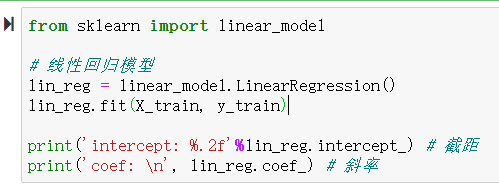 from sklearn import linear_model
# 线性回归模型
lin_reg = linear_model.LinearRegression()
lin_reg.fit(X_train, y_train)
print('intercept: %.2f'%lin_reg.intercept_) # 截距
print('coef: \n', lin_reg.coef_) # 斜率